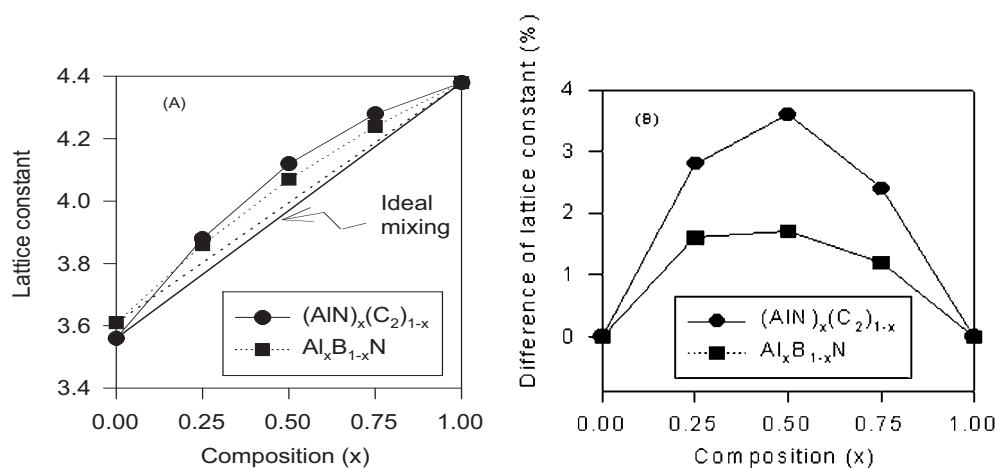 Lattice constant
4.4
4.2
4.0
3.8
3.6
3.4
(A)
Ideal
mixing
(AlN)ₓ(C₂)₁₋ₓ
AlₓB₁₋ₓN
0.00 0.25 0.50 0.75 1.00
Composition (x)
Difference of lattice constant (%)
4
3
2
1
0
(B)
(AlN)ₓ(C₂)₁₋ₓ
AlₓB₁₋ₓN
0.00 0.25 0.50 0.75 1.00
Composition (x)